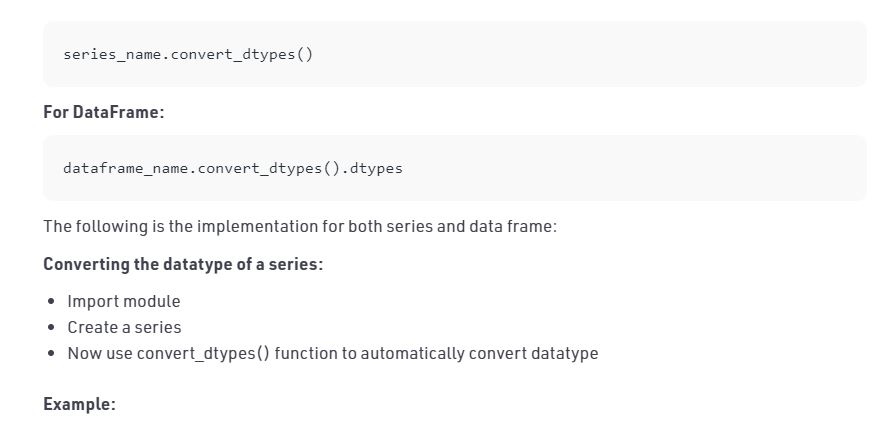 series_name.convert_dtypes()
For DataFrame:
dataframe_name.convert_dtypes().dtypes
The following is the implementation for both series and data frame:
Converting the datatype of a series:
• Import module
• Create a series
• Now use convert_dtypes() function to automatically convert datatype
Example: